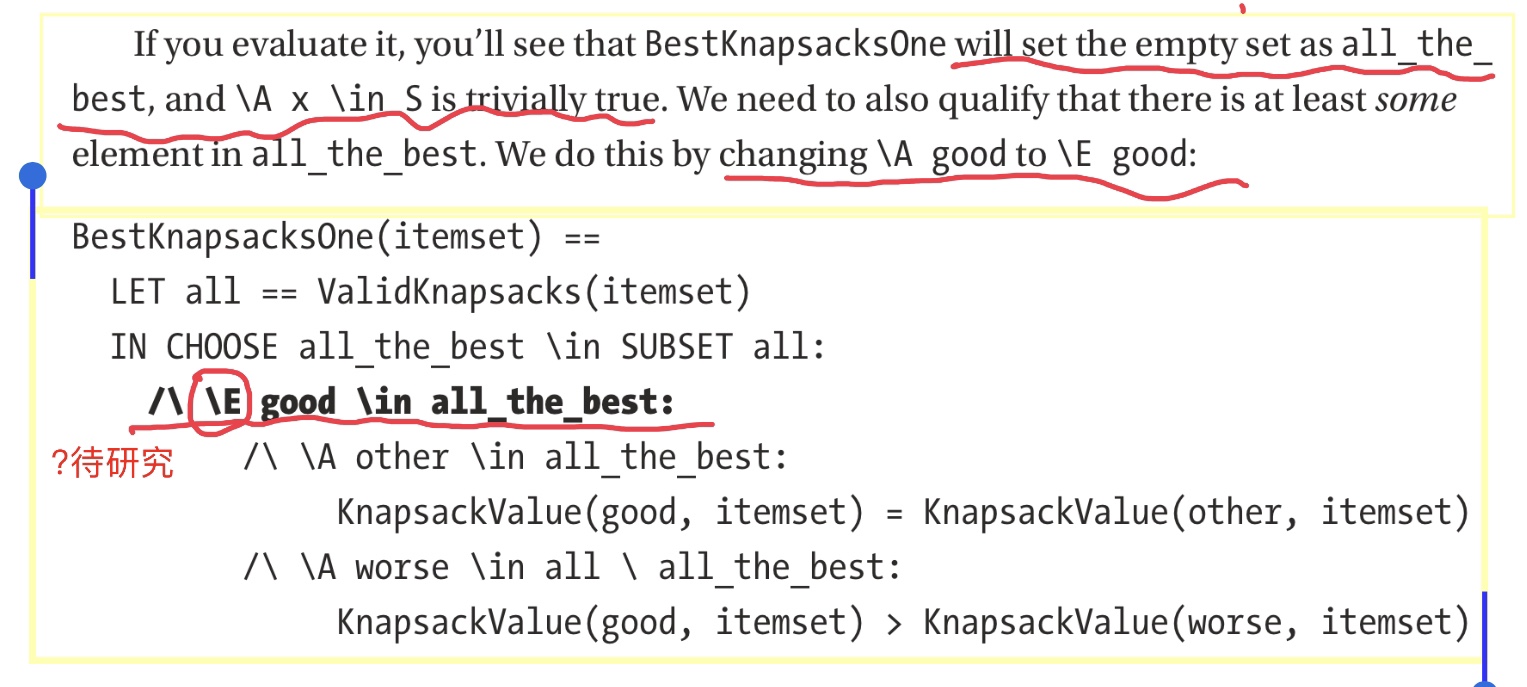 If you evaluate it, you’ll see that BestKnapsacksOne will set the empty set as all_the_
best, and \A x \in S is trivially true. We need to also qualify that there is at least some
element in all_the_best. We do this by changing \A good to \E good:
BestKnapsacksOne(itemset) ==
LET all == ValidKnapsacks(itemset)
IN CHOOSE all_the_best \in SUBSET all:
/\ \E good \in all_the_best:
?待研究 /\ \A other \in all_the_best:
KnapsackValue(good, itemset) = KnapsackValue(other, itemset)
/\ \A worse \in all \ all_the_best:
KnapsackValue(good, itemset) > KnapsackValue(worse, itemset)